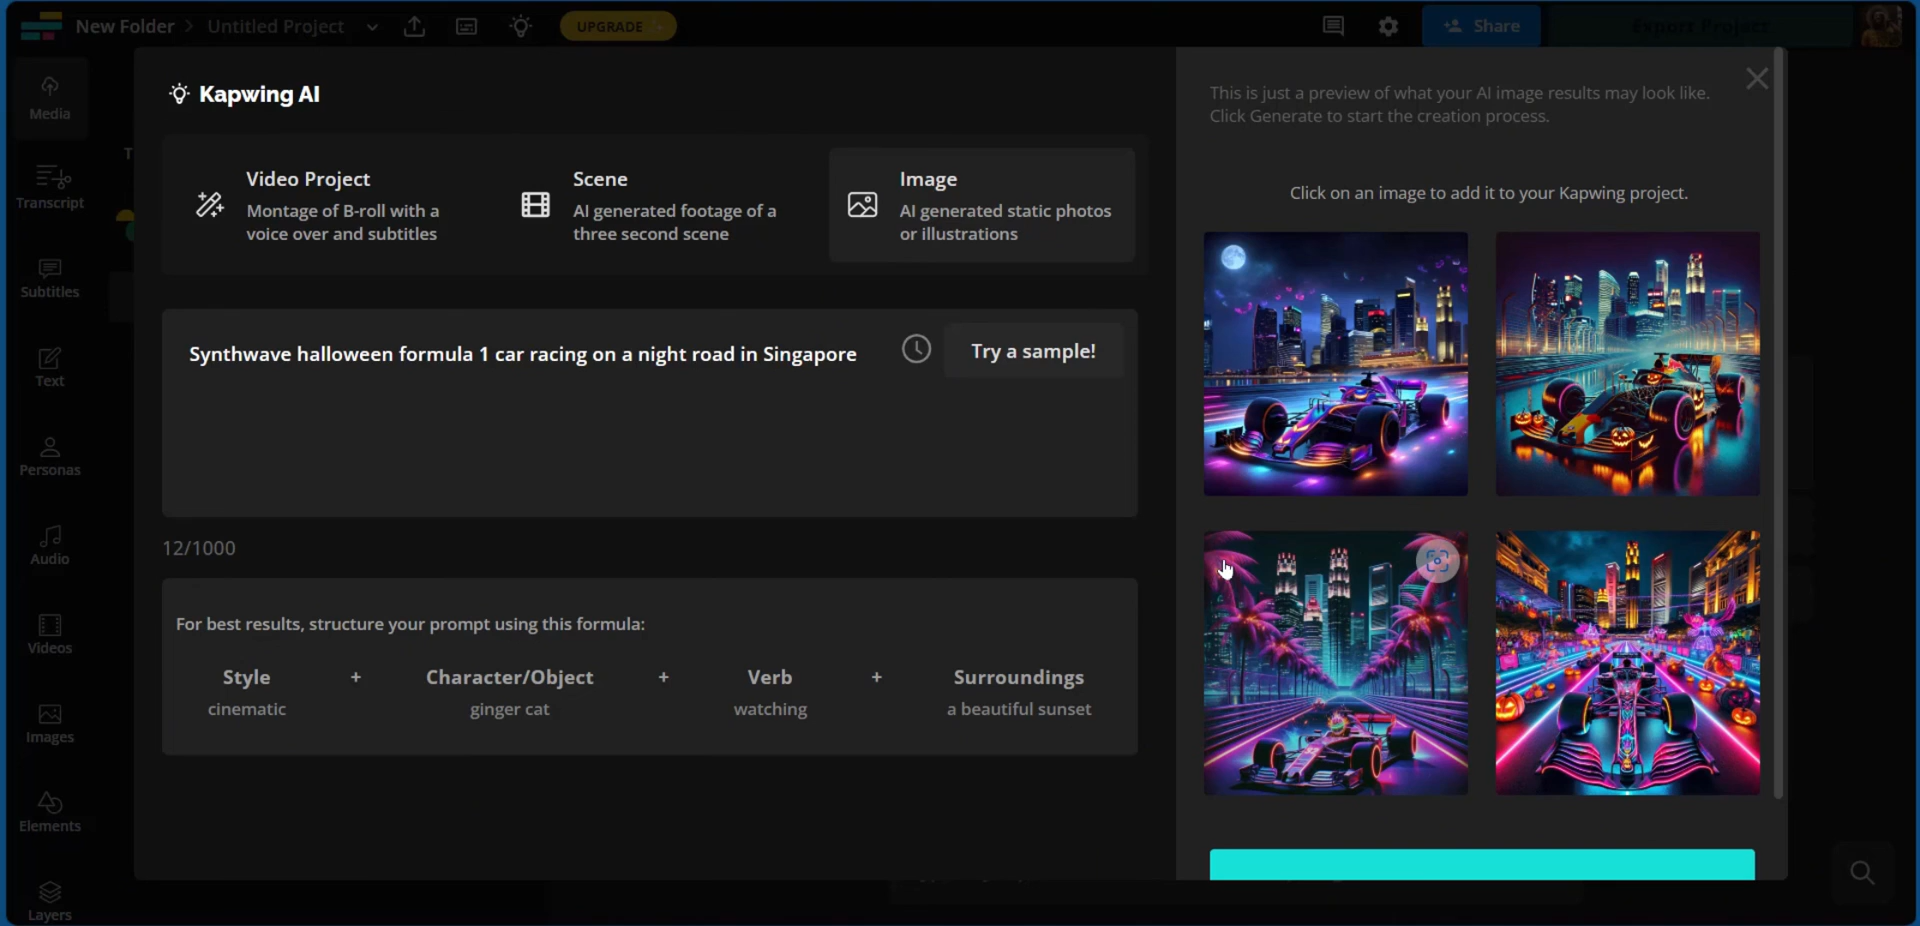 New Folder > Untitled Project
UPGRADE
Share
Export Project
Media
Transcript
Subtitles
Text
Personas
Audio
Videos
Images
Elements
Layers
T
Kapwing AI
Video Project
Montage of B-roll with a
voice over and subtitles
Scene
AI generated footage of a
three second scene
Image
AI generated static photos
or illustrations
Synthwave halloween formula 1 car racing on a night road in Singapore
Try a sample!
12/1000
For best results, structure your prompt using this formula:
Style + Character/Object + Verb + Surroundings
cinematic ginger cat watching a beautiful sunset
This is just a preview of what your AI image results may look like.
Click Generate to start the creation process.
Click on an image to add it to your Kapwing project.